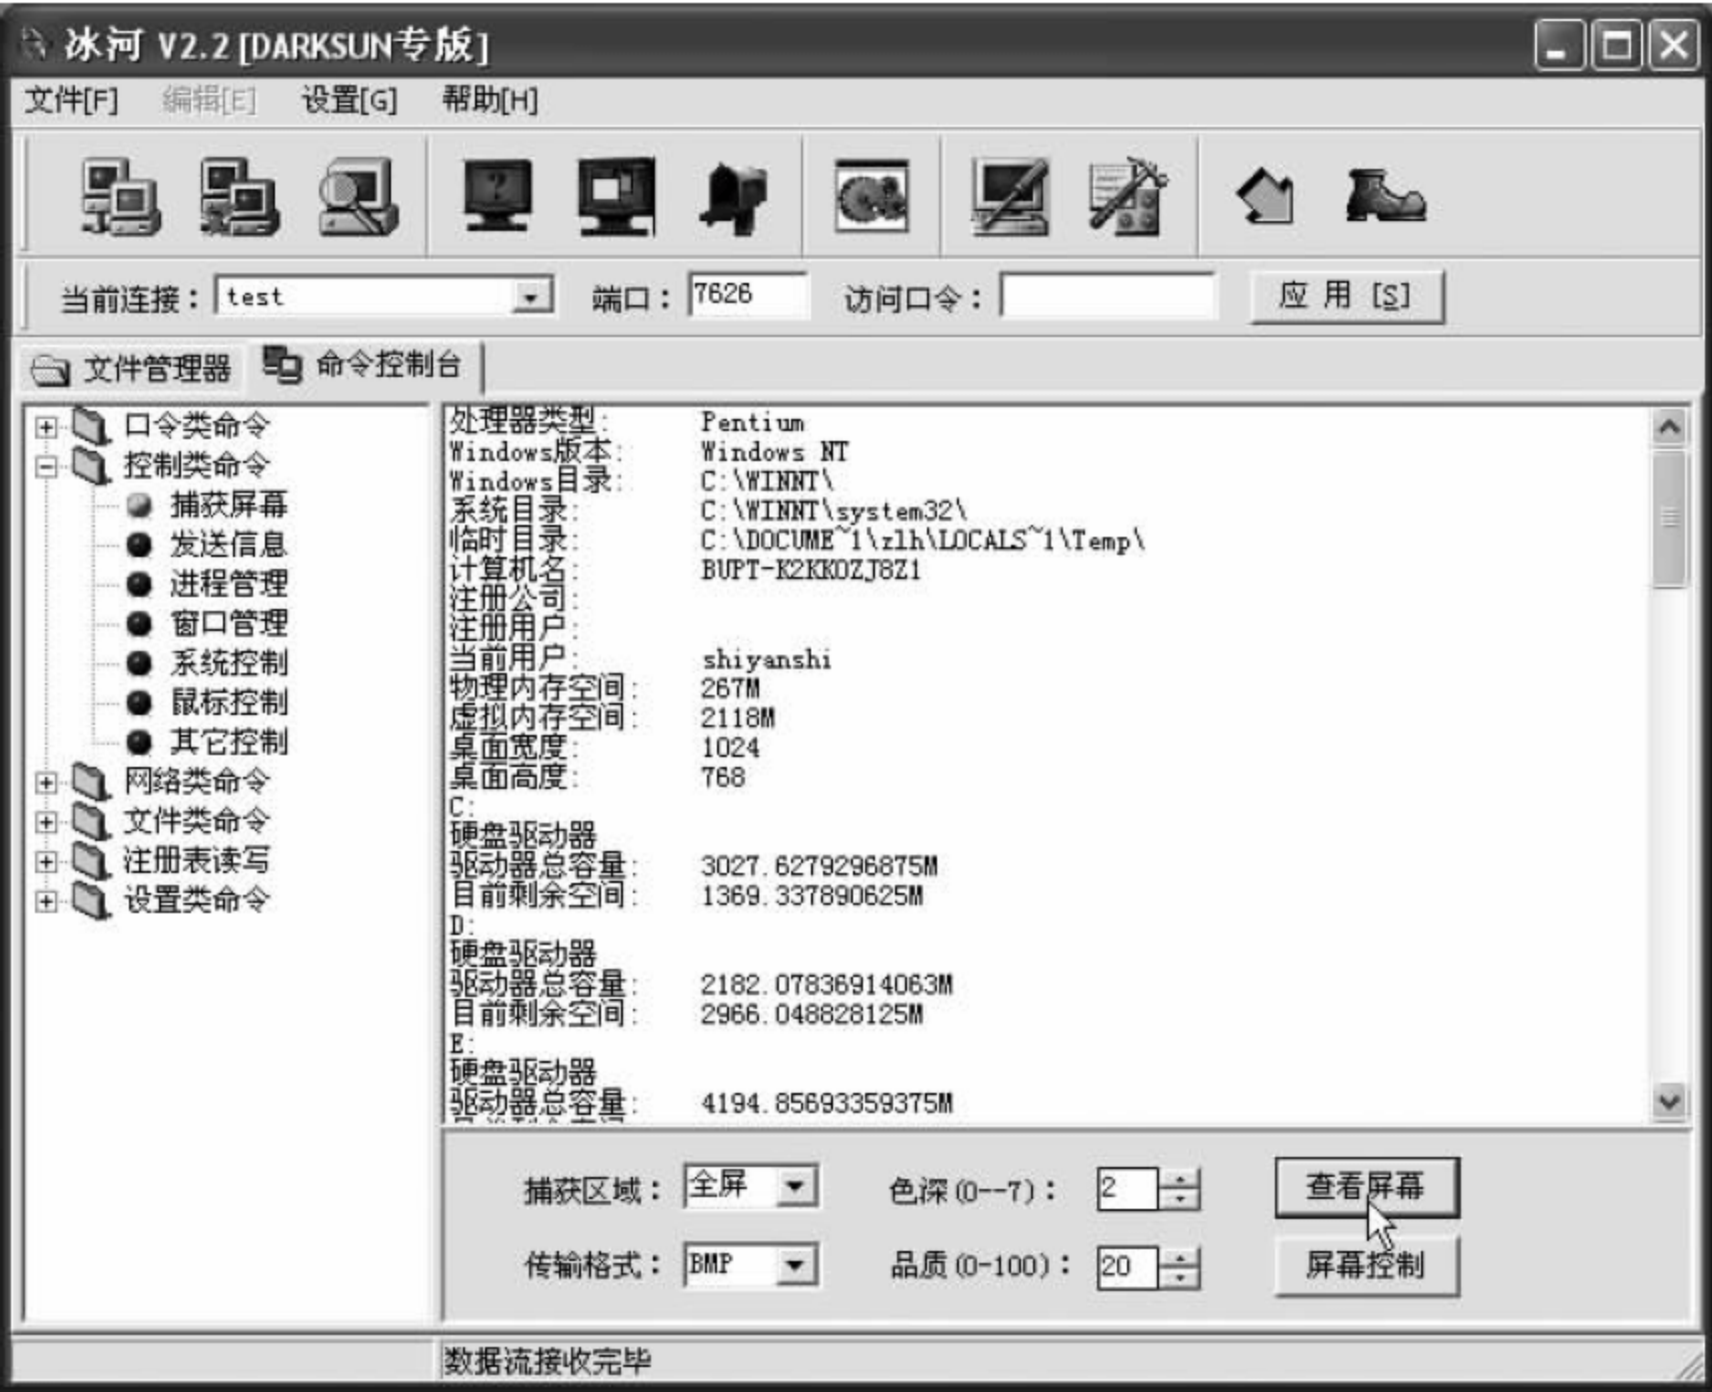 冰河 V2.2 [DARKSUN专版]
文件[F] 编辑[E] 设置[G] 帮助[H]
当前连接： test 端口： 7626 访问口令： 应 用 [S]
文件管理器 命令控制台
口令类命令
控制类命令
捕获屏幕
发送信息
进程管理
窗口管理
系统控制
鼠标控制
其它控制
网络类命令
文件类命令
注册表读写
设置类命令
处理器类型: Pentium
Windows版本: Windows NT
Windows目录: C:\WINNT\
系统目录: C:\WINNT\system32\
临时目录: C:\DOCUME~1\zlh\LOCALS~1\Temp\
计算机名: BUPT-K2KKOZJ8Z1
注册公司:
注册用户:
当前用户: shiyanshi
物理内存空间: 267M
虚拟内存空间: 2118M
桌面宽度: 1024
桌面高度: 768
C:
硬盘驱动器
驱动器总容量: 3027.6279296875M
目前剩余空间: 1369.337890625M
D:
硬盘驱动器
驱动器总容量: 2182.07836914063M
目前剩余空间: 2966.048828125M
E:
硬盘驱动器
驱动器总容量: 4194.85693359375M
捕获区域： 全屏 色深(0--7)： 2 查看屏幕
传输格式： BMP 品质(0-100)： 20 屏幕控制
数据流接收完毕